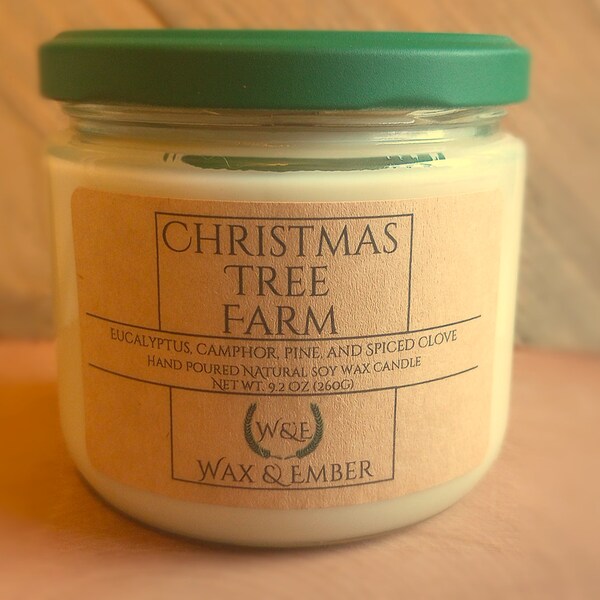 CHRISTMAS
TREE
FARM
EUCALYPTUS, CAMPHOR, PINE, AND SPICED CLOVE
HAND POURED NATURAL SOY WAX CANDLE
NET WT. 9.2 OZ (260G)
W&E
WAX & EMBER